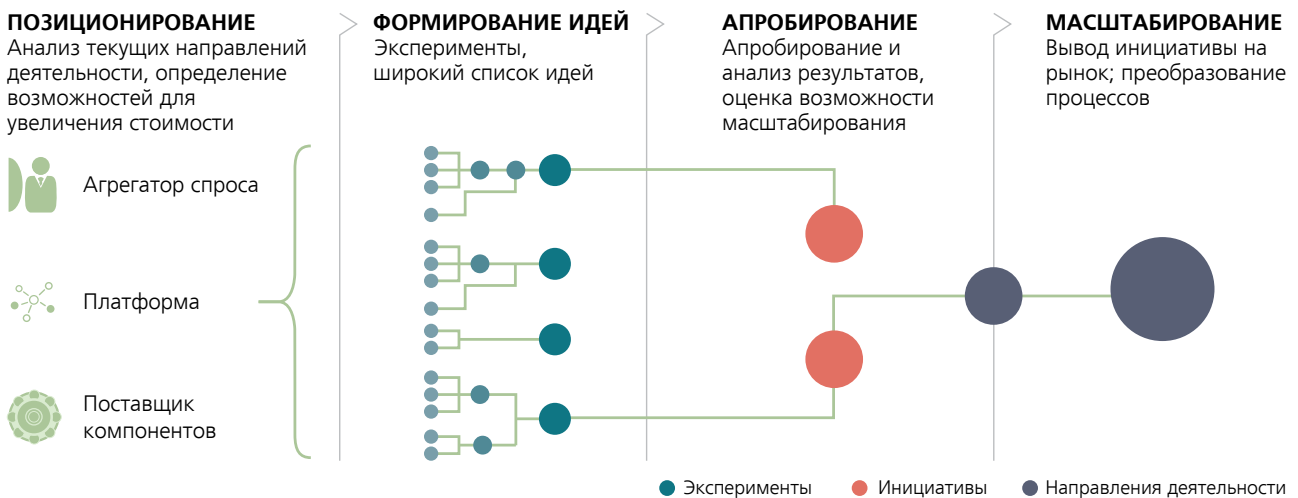 ПОЗИЦИОНИРОВАНИЕ
Анализ текущих направлений
деятельности, определение
возможностей для
увеличения стоимости
ФОРМИРОВАНИЕ ИДЕЙ
Эксперименты,
широкий список идей
АПРОБИРОВАНИЕ
Апробирование и
анализ результатов,
оценка возможности
масштабирования
МАСШТАБИРОВАНИЕ
Вывод инициативы на
рынок; преобразование
процессов
Агрегатор спроса
Платформа
Поставщик
компонентов
Эксперименты
Инициативы
Направления деятельности